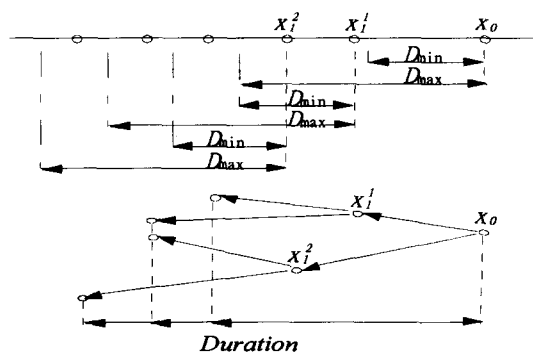 X₁² X₁¹ X₀
Dmin
Dmax
Dmin
Dmax
Dmin
Dmax
X₁¹
X₀
X₁²
Duration